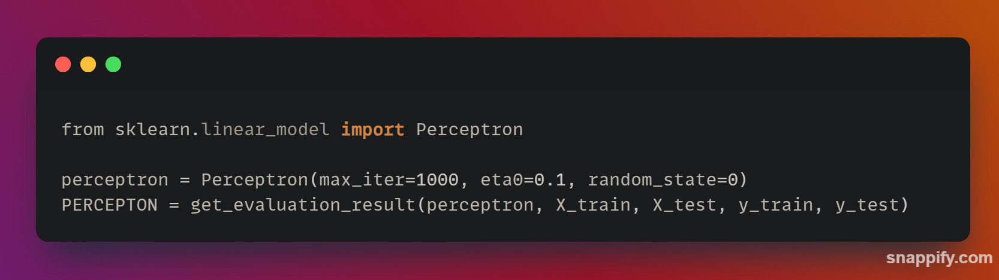 from sklearn.linear_model import Perceptron
perceptron = Perceptron(max_iter=1000, eta0=0.1, random_state=0)
PERCEPTON = get_evaluation_result(perceptron, X_train, X_test, y_train, y_test)
snappify.com